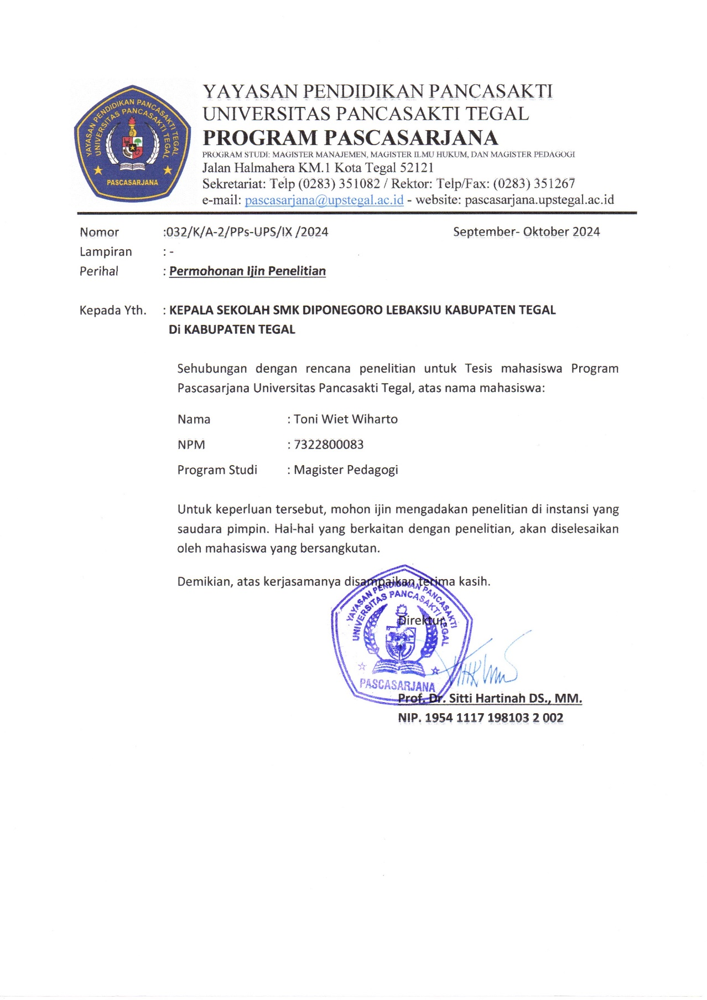 YAYASAN PENDIDIKAN PANCASAKTI TEGAL
UNIVERSITAS PANCASAKTI TEGAL
PASCASARJANA
YAYASAN PENDIDIKAN PANCASAKTI
UNIVERSITAS PANCASAKTI TEGAL
PROGRAM PASCASARJANA
PROGRAM STUDI: MAGISTER MANAJEMEN, MAGISTER ILMU HUKUM, DAN MAGISTER PEDAGOGI
Jalan Halmahera KM.1 Kota Tegal 52121
Sekretariat: Telp (0283) 351082 / Rektor: Telp/Fax: (0283) 351267
e-mail: pascasarjana@upstegal.ac.id - website: pascasarjana.upstegal.ac.id
Nomor :032/K/A-2/PPs-UPS/IX /2024 September- Oktober 2024
Lampiran : -
Perihal : Permohonan Ijin Penelitian
Kepada Yth. : KEPALA SEKOLAH SMK DIPONEGORO LEBAKSIU KABUPATEN TEGAL
Di KABUPATEN TEGAL
Sehubungan dengan rencana penelitian untuk Tesis mahasiswa Program
Pascasarjana Universitas Pancasakti Tegal, atas nama mahasiswa:
Nama : Toni Wiet Wiharto
NPM : 7322800083
Program Studi : Magister Pedagogi
Untuk keperluan tersebut, mohon ijin mengadakan penelitian di instansi yang
saudara pimpin. Hal-hal yang berkaitan dengan penelitian, akan diselesaikan
oleh mahasiswa yang bersangkutan.
Demikian, atas kerjasamanya disampaikan terima kasih.
YAYASAN PENDIDIKAN PANCASAKTI
UNIVERSITAS PANCASAKTI TEGAL
Direktur
PASCASARJANA
Prof. Dr. Sitti Hartinah DS., MM.
NIP. 1954 1117 198103 2 002